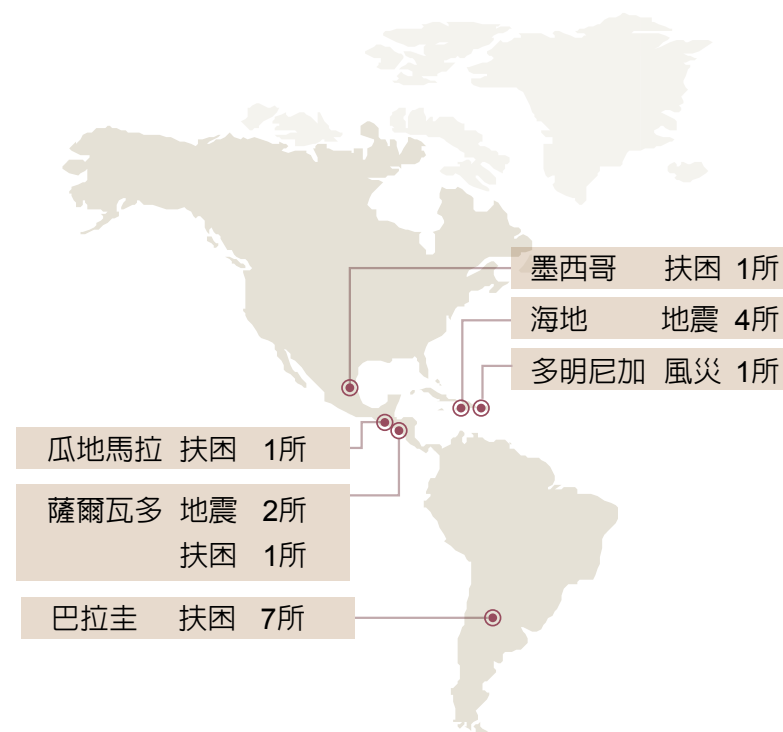 墨西哥 扶困 1所
海地 地震 4所
多明尼加 風災 1所
瓜地馬拉 扶困 1所
薩爾瓦多 地震 2所
扶困 1所
巴拉圭 扶困 7所